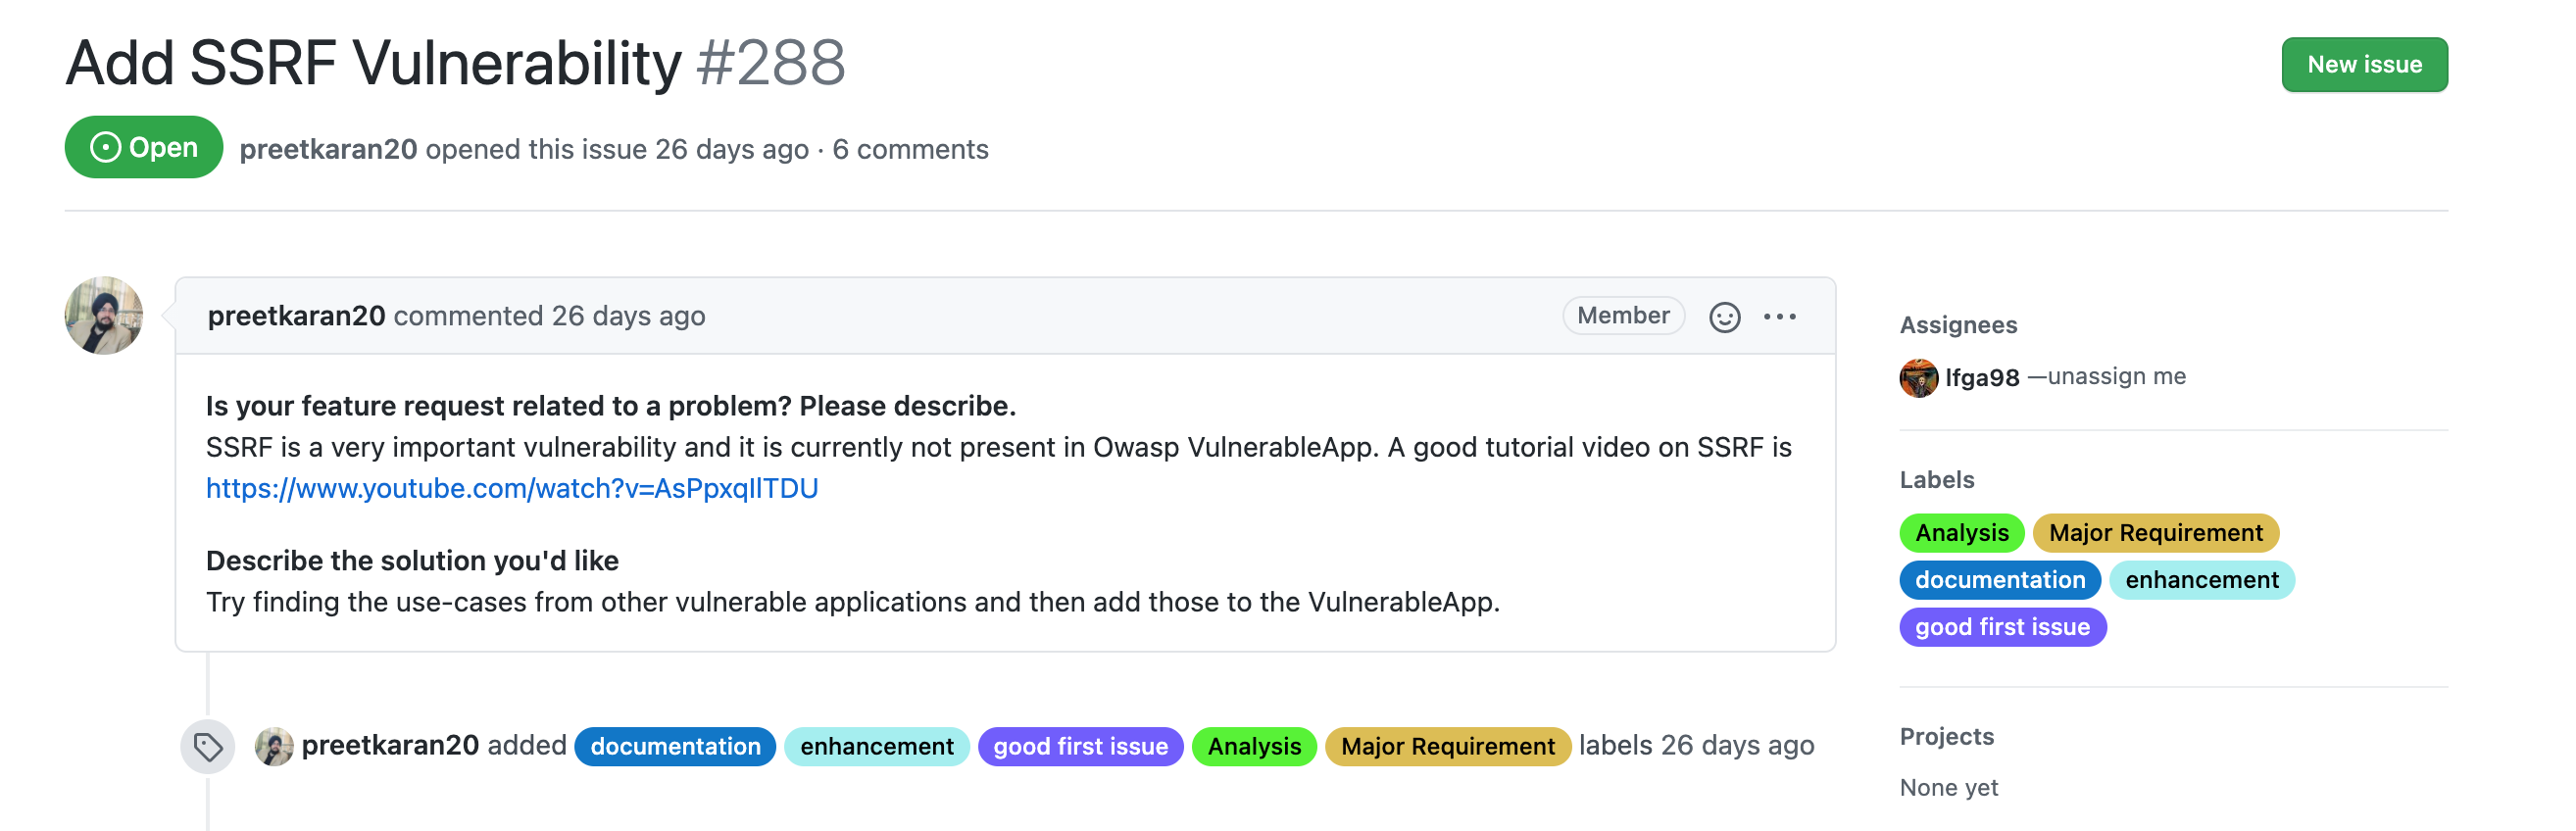 Add SSRF Vulnerability #288
New issue
Open
preetkaran20 opened this issue 26 days ago · 6 comments
preetkaran20 commented 26 days ago
Member
Is your feature request related to a problem? Please describe.
SSRF is a very important vulnerability and it is currently not present in Owasp VulnerableApp. A good tutorial video on SSRF is
https://www.youtube.com/watch?v=AsPpxqIlTDU
Describe the solution you'd like
Try finding the use-cases from other vulnerable applications and then add those to the VulnerableApp.
preetkaran20 added documentation enhancement good first issue Analysis Major Requirement labels 26 days ago
Assignees
lfga98 —unassign me
Labels
Analysis Major Requirement
documentation enhancement
good first issue
Projects
None yet